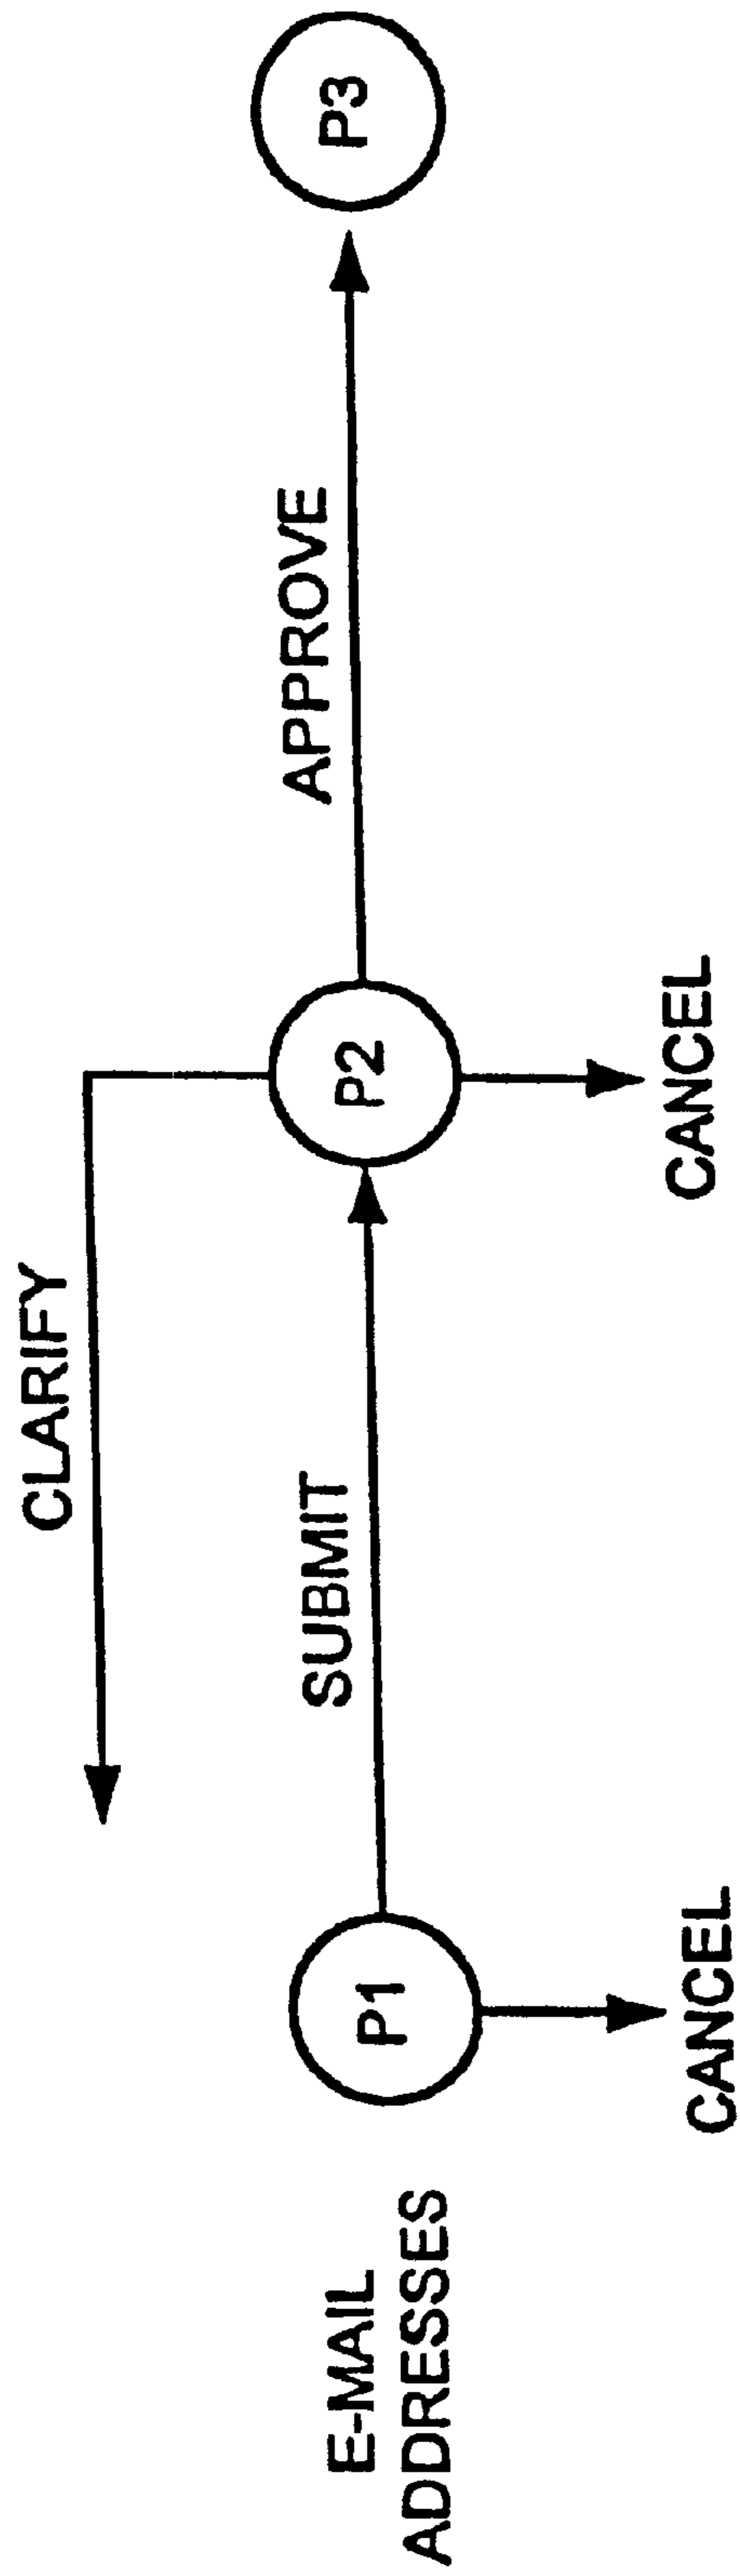 CLARIFY
E-MAIL
ADDRESSES
P1
SUBMIT
P2
APPROVE
P3
CANCEL
CANCEL